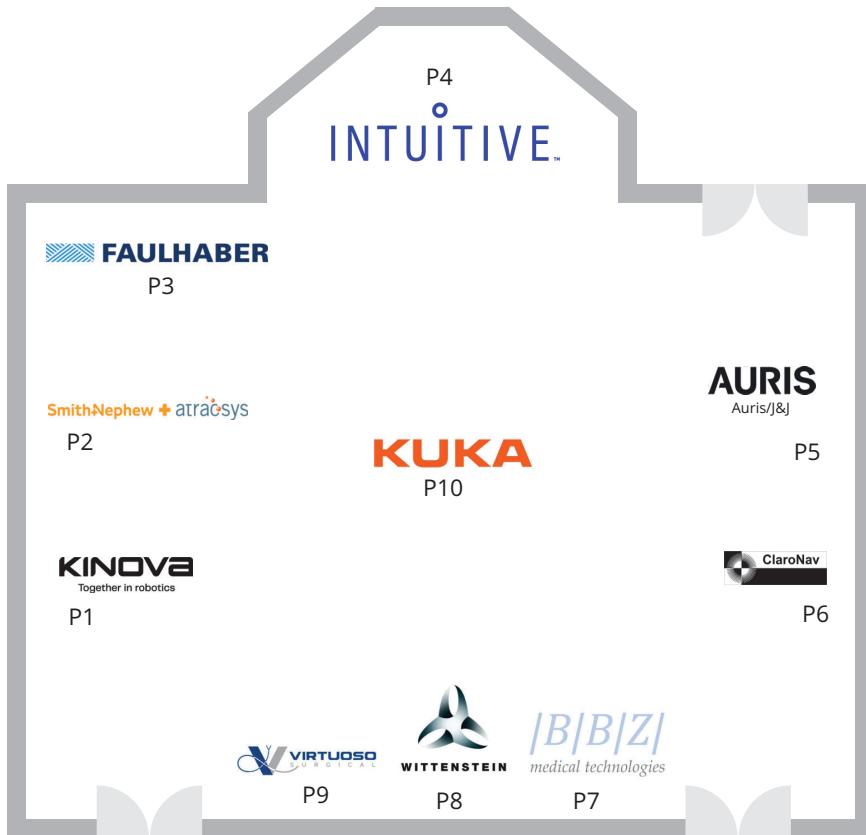 P4
INTUITIVE™
FAULHABER
P3
AURIS
Auris/J&J
P5
Smith+Nephew + atracsys
P2
KUKA
P10
KINOVA
Together in robotics
P1
ClaroNav
P6
VIRTUOSO
SURGICAL
P9
WITTENSTEIN
P8
|B|B|Z|
medical technologies
P7